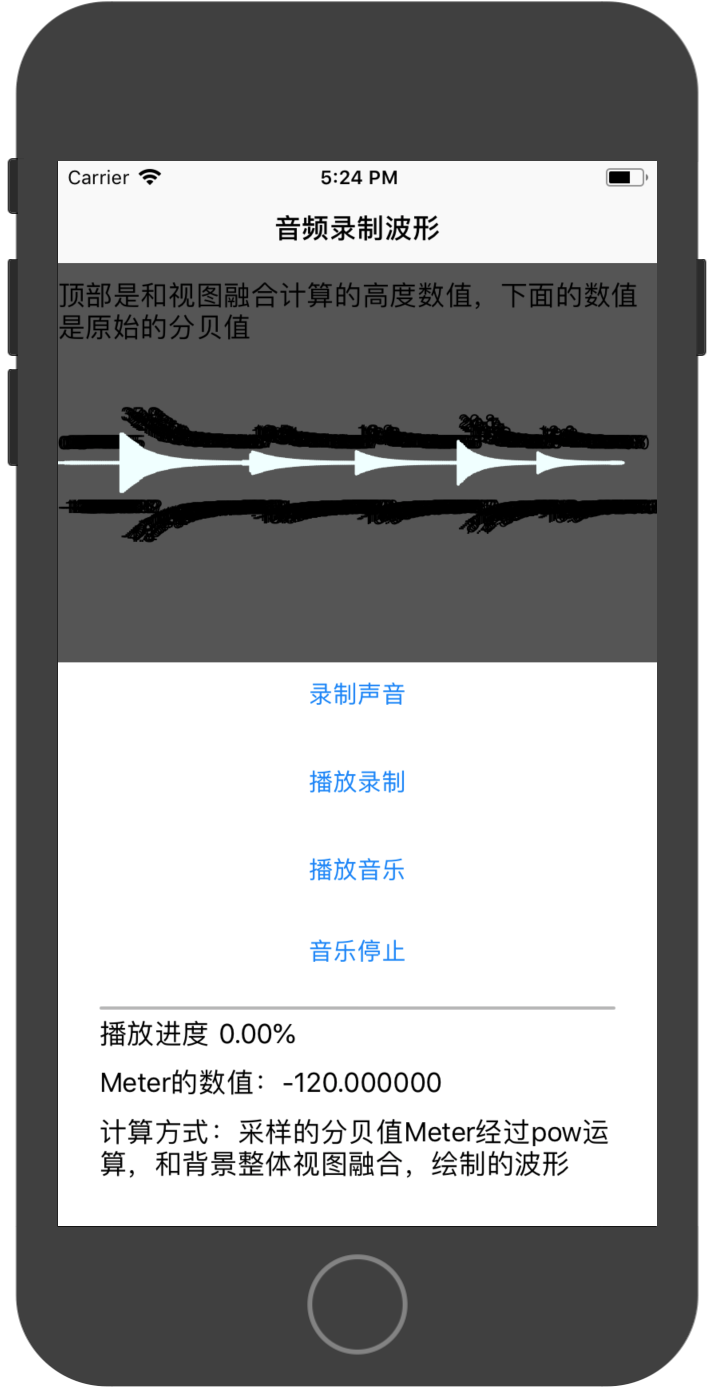 Carrier 5:24 PM
音频录制波形
顶部是和视图融合计算的高度数值，下面的数值
是原始的分贝值
录制声音
播放录制
播放音乐
音乐停止
播放进度 0.00%
Meter的数值：-120.000000
计算方式：采样的分贝值Meter经过pow运
算，和背景整体视图融合，绘制的波形